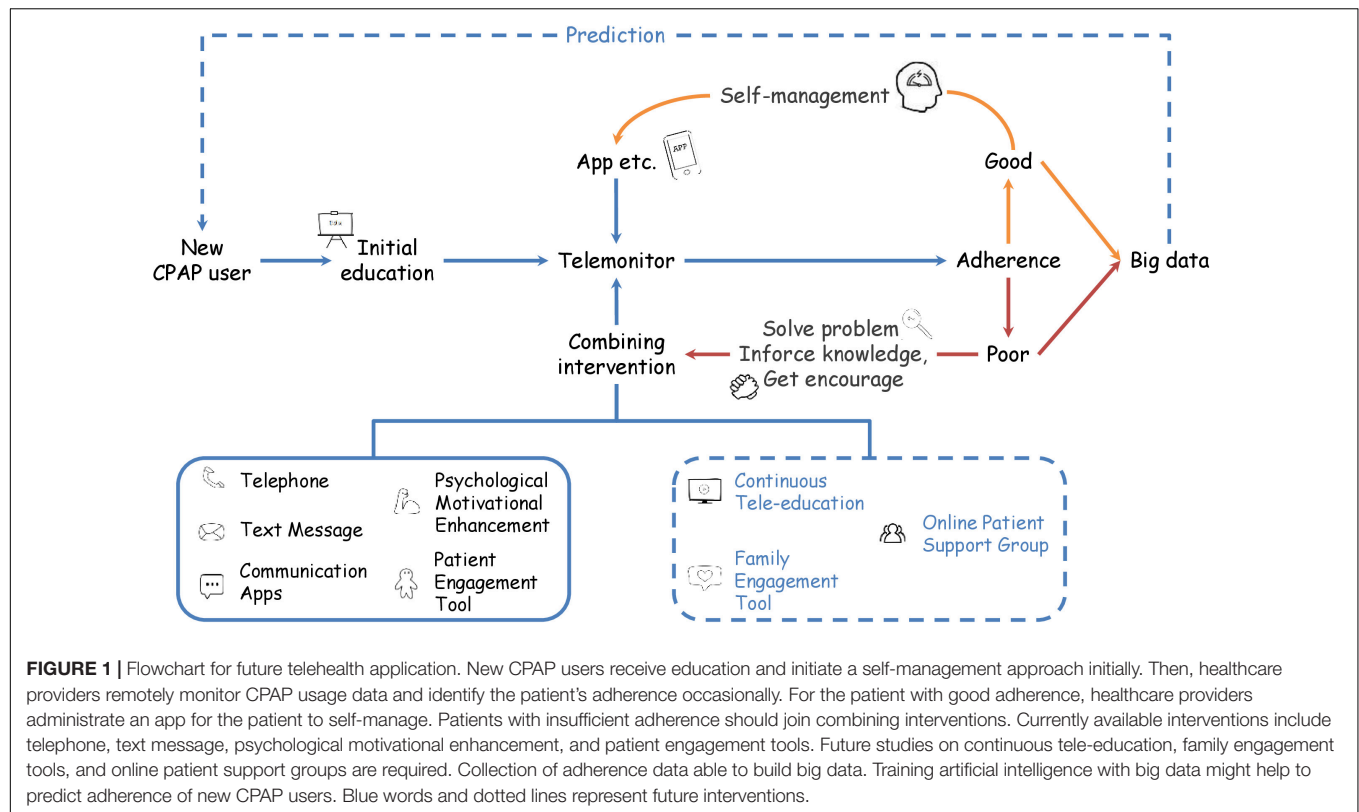 Prediction
Self-management
App etc.
APP
Good
New
CPAP user
Initial
education
Telemonitor
Adherence
Big data
Combining
intervention
Solve problem
Inforce knowledge,
Get encourage
Poor
Telephone
Text Message
Communication
Apps
Psychological
Motivational
Enhancement
Patient
Engagement
Tool
Continuous
Tele-education
Family
Engagement
Tool
Online Patient
Support Group
FIGURE 1 | Flowchart for future telehealth application. New CPAP users receive education and initiate a self-management approach initially. Then, healthcare
providers remotely monitor CPAP usage data and identify the patient's adherence occasionally. For the patient with good adherence, healthcare providers
administrate an app for the patient to self-manage. Patients with insufficient adherence should join combining interventions. Currently available interventions include
telephone, text message, psychological motivational enhancement, and patient engagement tools. Future studies on continuous tele-education, family engagement
tools, and online patient support groups are required. Collection of adherence data able to build big data. Training artificial intelligence with big data might help to
predict adherence of new CPAP users. Blue words and dotted lines represent future interventions.